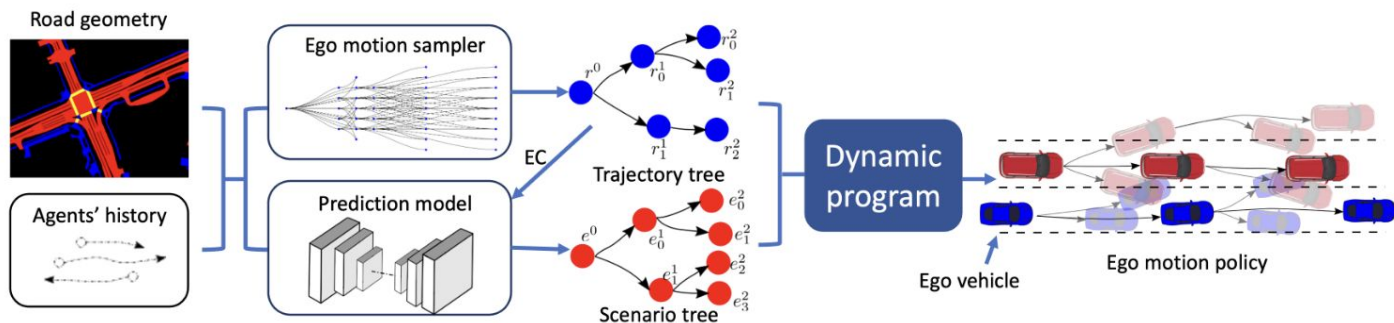 Road geometry
Agents' history
Ego motion sampler
Prediction model
EC
r^0
r_0^1
r_0^2
r_1^2
r_1^1
r_2^2
Trajectory tree
e^0
e_0^1
e_0^2
e_1^2
e_1^1
e_2^2
e_3^2
Scenario tree
Dynamic
program
Ego vehicle
Ego motion policy